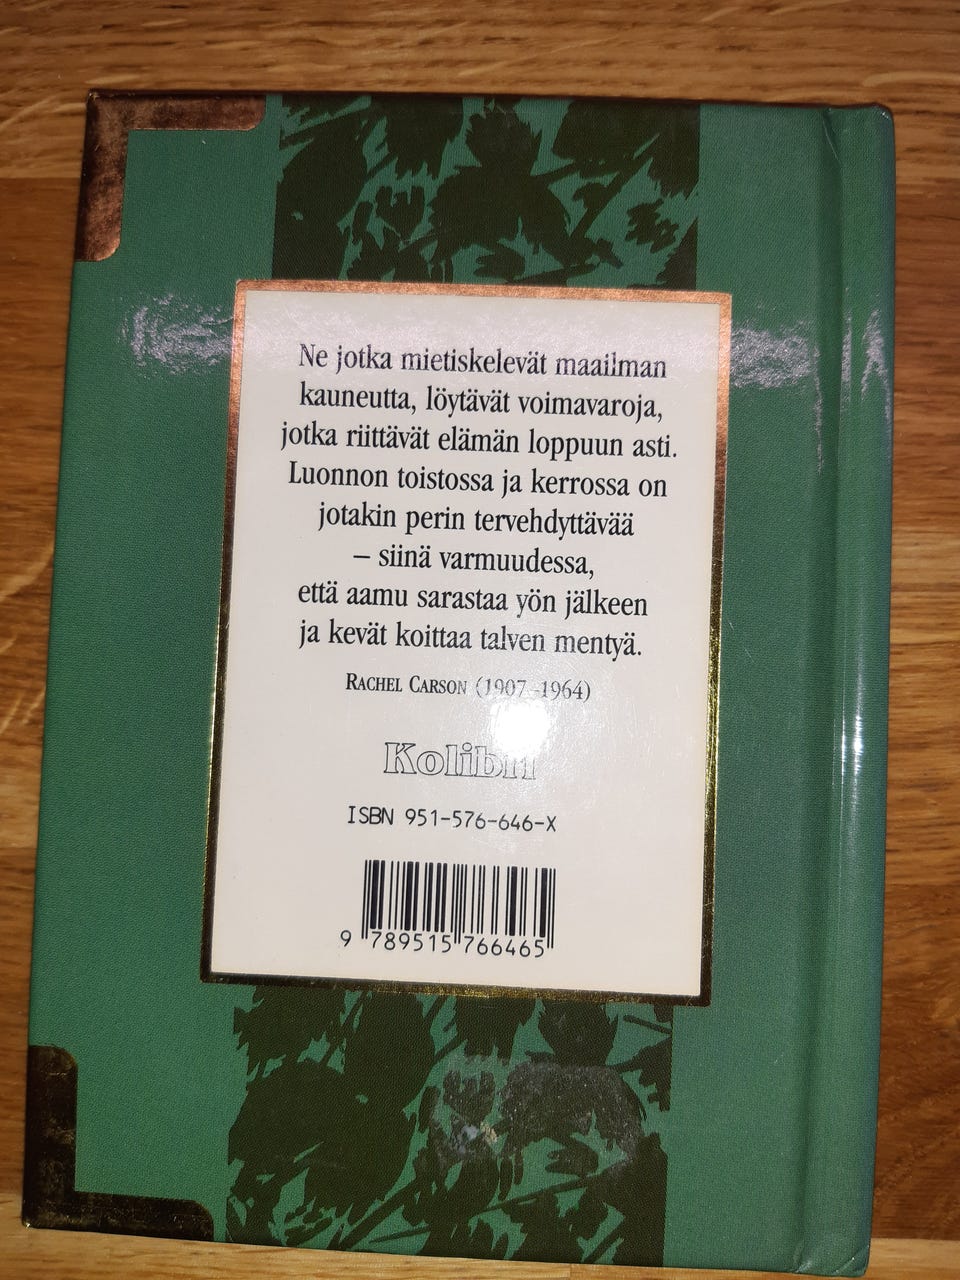 Ne jotka mietiskelevät maailman
kauneutta, löytävät voimavaroja,
jotka riittävät elämän loppuun asti.
Luonnon toistossa ja kerrossa on
jotakin perin tervehdyttävää
– siinä varmuudessa,
että aamu sarastaa yön jälkeen
ja kevät koittaa talven mentyä.
RACHEL CARSON (1907–1964)
Kolibri
ISBN 951-576-646-X
9 789515 766465